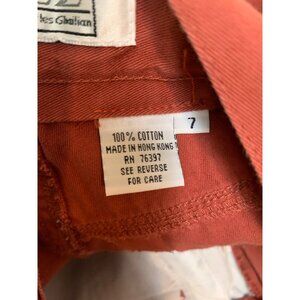 7
100% COTTON
MADE IN HONG KONG
RN 76397
SEE REVERSE
FOR CARE